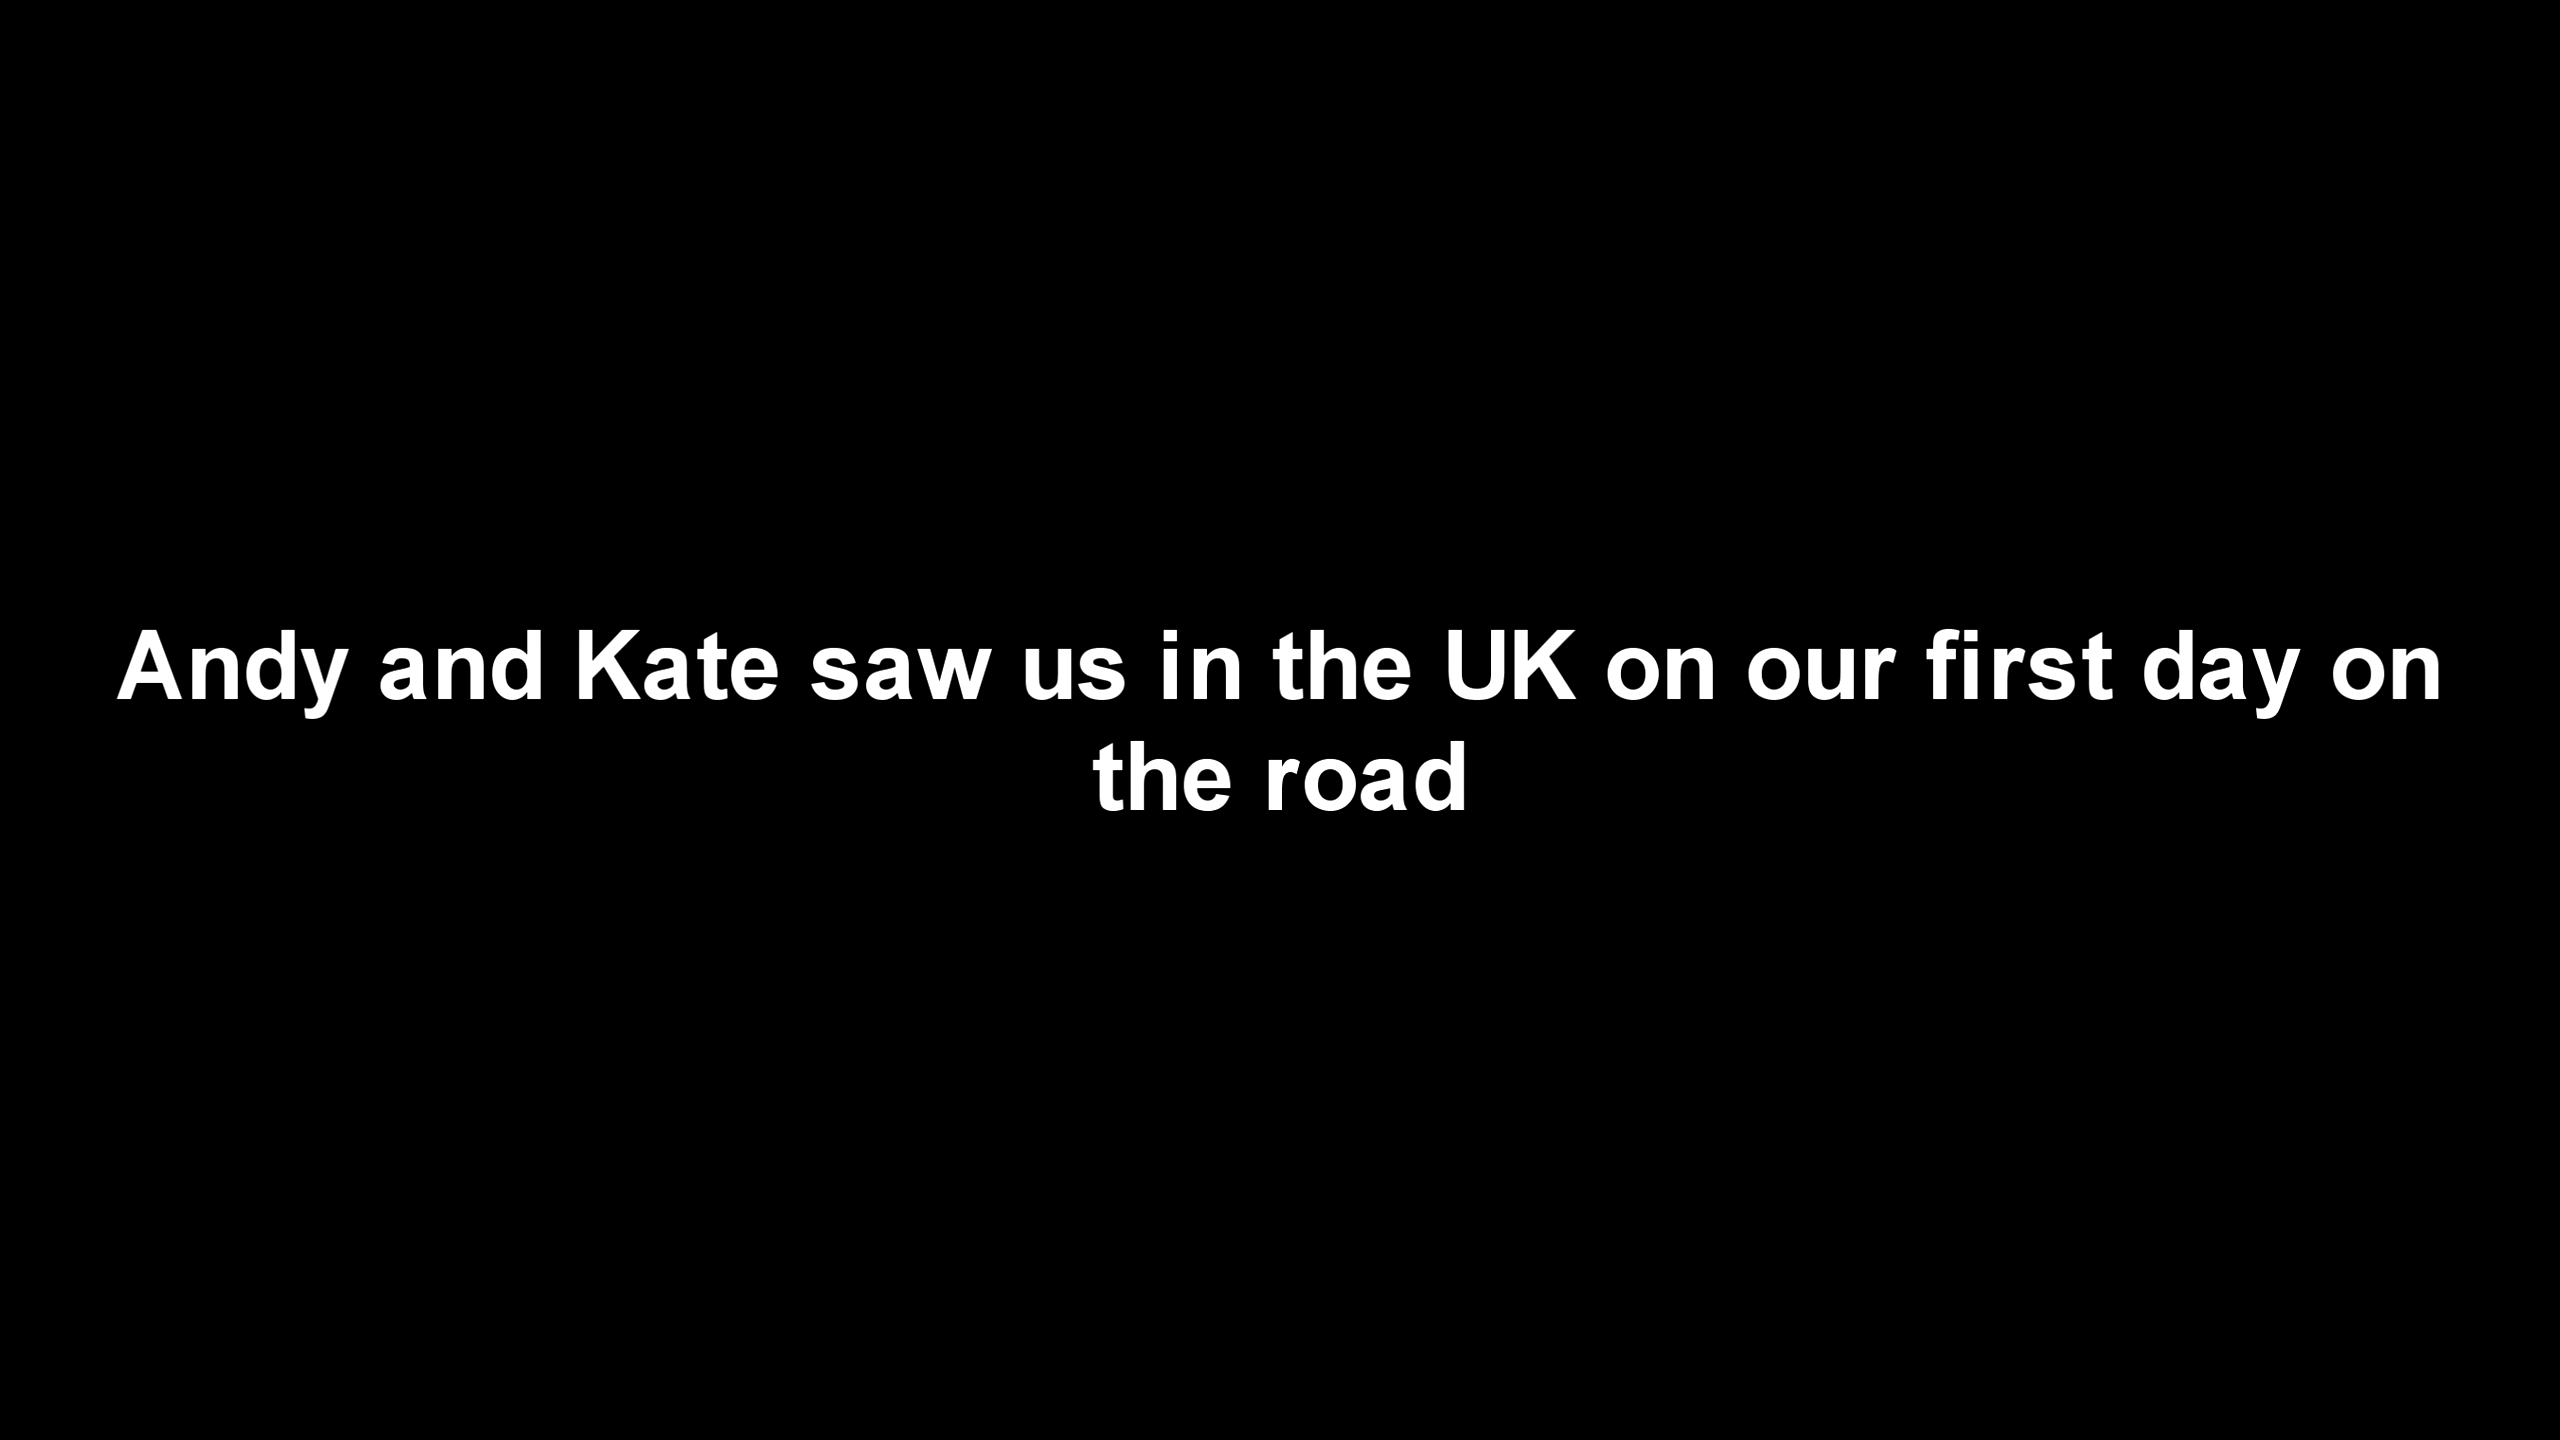 Andy and Kate saw us in the UK on our first day on
the road